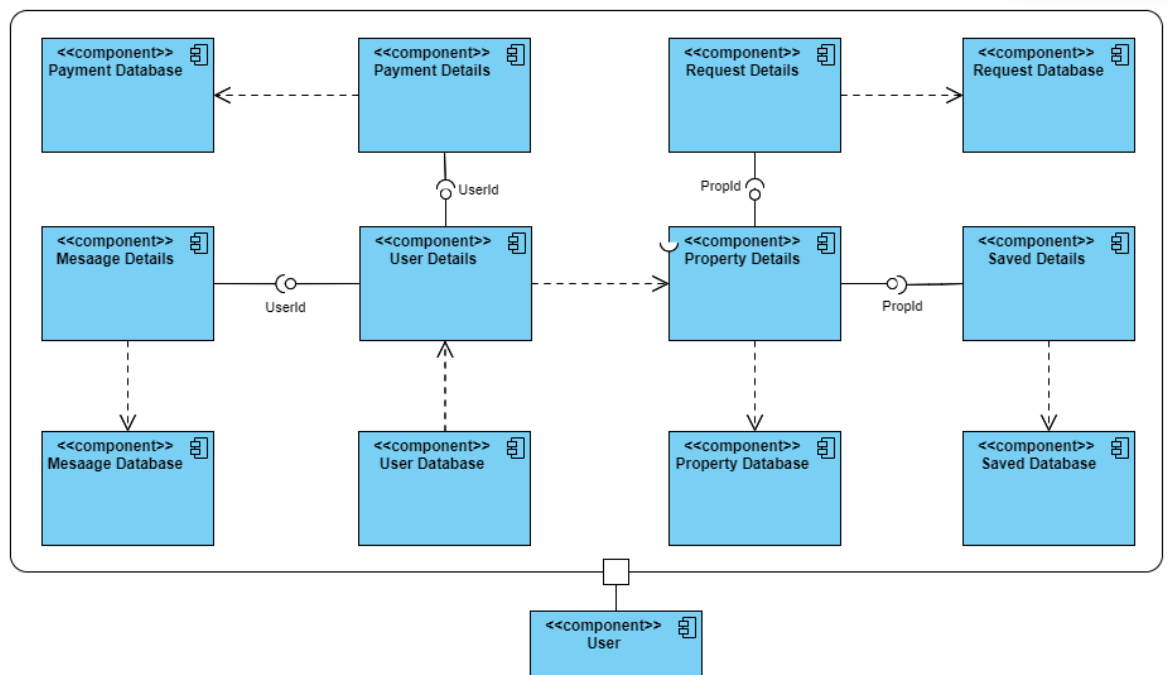 <<component>>
Payment Database
<<component>>
Payment Details
<<component>>
Request Details
<<component>>
Request Database
UserId
PropId
<<component>>
Mesaage Details
<<component>>
User Details
<<component>>
Property Details
<<component>>
Saved Details
UserId
PropId
<<component>>
Mesaage Database
<<component>>
User Database
<<component>>
Property Database
<<component>>
Saved Database
<<component>>
User